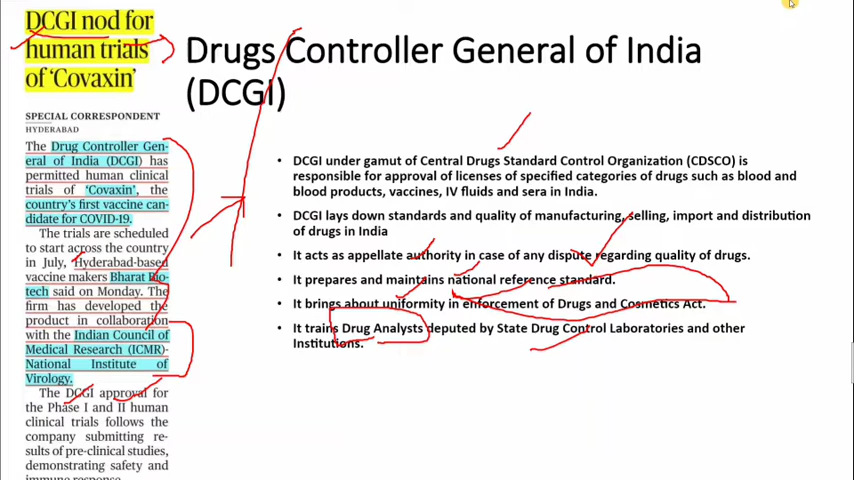 DCGI nod for
human trials
of ‘Covaxin’
SPECIAL CORRESPONDENT
HYDERABAD
The Drug Controller Gen-
eral of India (DCGI) has
permitted human clinical
trials of ‘Covaxin’, the
country's first vaccine can-
didate for COVID-19.
The trials are scheduled
to start across the country
in July, Hyderabad-based
vaccine makers Bharat Bio-
tech said on Monday. The
firm has developed the
product in collaboration
with the Indian Council of
Medical Research (ICMR)-
National Institute of
Virology.
The DCGI approval for
the Phase I and II human
clinical trials follows the
company submitting re-
sults of pre-clinical studies,
demonstrating safety and
immune response.
Drugs Controller General of India
(DCGI)
• DCGI under gamut of Central Drugs Standard Control Organization (CDSCO) is
responsible for approval of licenses of specified categories of drugs such as blood and
blood products, vaccines, IV fluids and sera in India.
• DCGI lays down standards and quality of manufacturing, selling, import and distribution
of drugs in India
• It acts as appellate authority in case of any dispute regarding quality of drugs.
• It prepares and maintains national reference standard.
• It brings about uniformity in enforcement of Drugs and Cosmetics Act.
• It trains Drug Analysts deputed by State Drug Control Laboratories and other
Institutions.